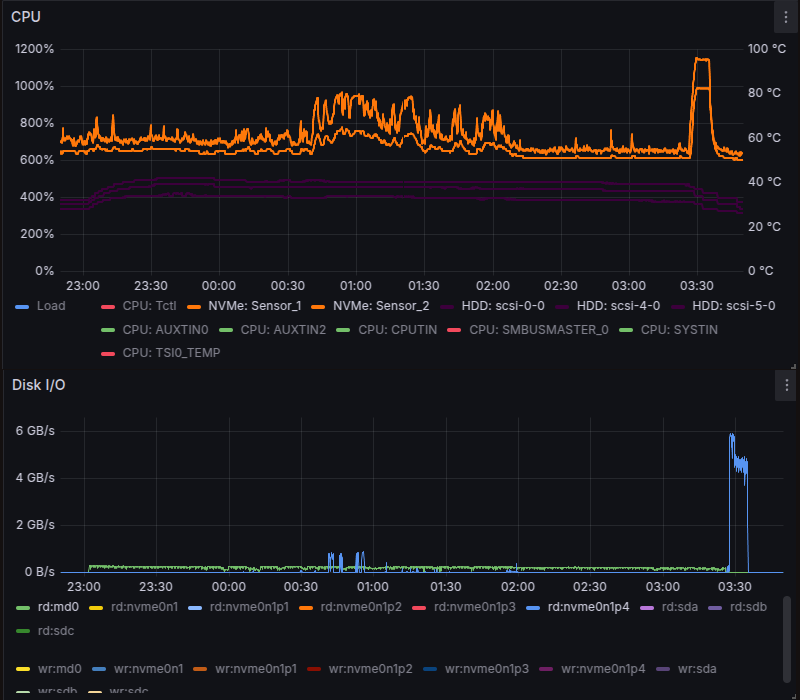 CPU
1200% 100 °C
1000% 80 °C
800%
600% 60 °C
400% 40 °C
200% 20 °C
0% 0 °C
23:00 23:30 00:00 00:30 01:00 01:30 02:00 02:30 03:00 03:30
Load CPU: Tctl NVMe: Sensor_1 NVMe: Sensor_2 HDD: scsi-0-0 HDD: scsi-4-0 HDD: scsi-5-0
CPU: AUXTIN0 CPU: AUXTIN2 CPU: CPUTIN CPU: SMBUSMASTER_0 CPU: SYSTIN
CPU: TSI0_TEMP
Disk I/O
6 GB/s
4 GB/s
2 GB/s
0 B/s
23:00 23:30 00:00 00:30 01:00 01:30 02:00 02:30 03:00 03:30
rd:md0 rd:nvme0n1 rd:nvme0n1p1 rd:nvme0n1p2 rd:nvme0n1p3 rd:nvme0n1p4 rd:sda rd:sdb
rd:sdc
wr:md0 wr:nvme0n1 wr:nvme0n1p1 wr:nvme0n1p2 wr:nvme0n1p3 wr:nvme0n1p4 wr:sda
wr:sdb wr:sdc